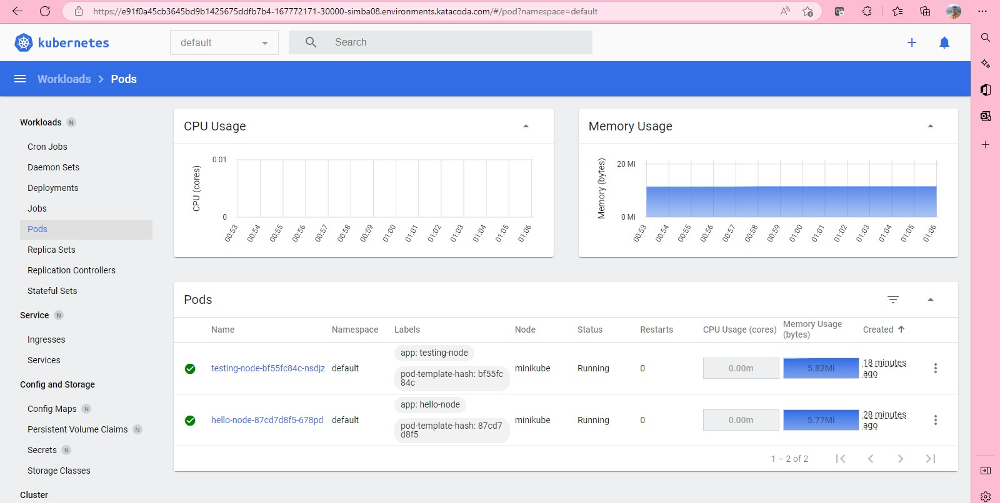 https://e91f0a45cb3645bd9b1425675ddfb7b4-167772171-30000-simba08.environments.katacoda.com/#/pod?namespace=default
kubernetes
default
Search
Workloads > Pods
Workloads N
Cron Jobs
Daemon Sets
Deployments
Jobs
Pods
Replica Sets
Replication Controllers
Stateful Sets
Service N
Ingresses
Services
Config and Storage
Config Maps N
Persistent Volume Claims N
Secrets N
Storage Classes
Cluster
CPU Usage
CPU (cores)
0.01
0
00:53 00:54 00:55 00:56 00:57 00:58 00:59 01:00 01:01 01:02 01:03 01:04 01:05 01:06
Memory Usage
Memory (bytes)
20 Mi
0 Mi
00:53 00:54 00:55 00:56 00:57 00:58 00:59 01:00 01:01 01:02 01:03 01:04 01:05 01:06
Pods
Name Namespace Labels Node Status Restarts CPU Usage (cores) Memory Usage (bytes) Created
testing-node-bf55fc84c-nsdjz default
app: testing-node
pod-template-hash: bf55fc
84c
minikube Running 0 0.00m 5.82Mi
18 minutes
ago
hello-node-87cd7d8f5-678pd default
app: hello-node
pod-template-hash: 87cd7
d8f5
minikube Running 0 0.00m 5.77Mi
28 minutes
ago
1 – 2 of 2